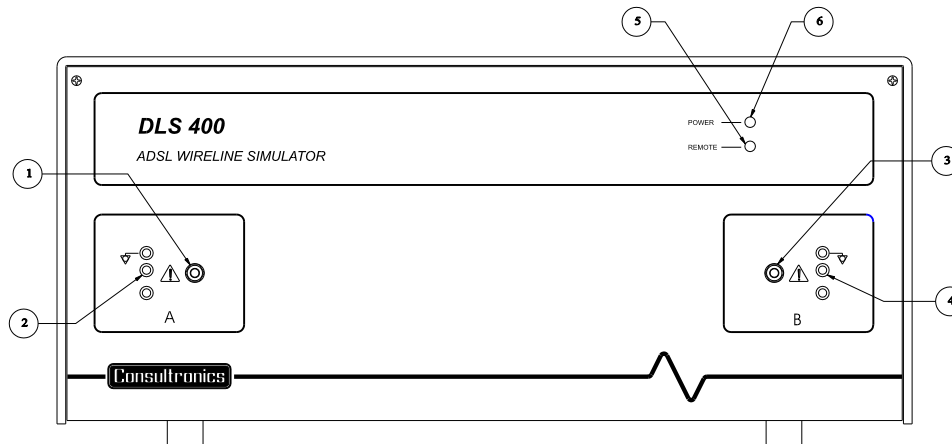 5
6
DLS 400
POWER
ADSL WIRELINE SIMULATOR
REMOTE
1
3
2
A
B
4
Consultronics